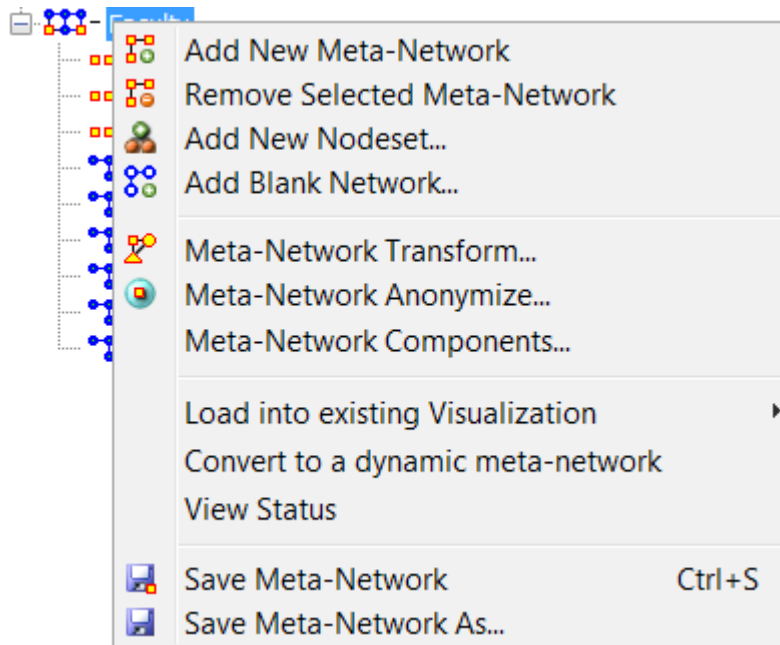 Add New Meta-Network
Remove Selected Meta-Network
Add New Nodeset...
Add Blank Network...
Meta-Network Transform...
Meta-Network Anonymize...
Meta-Network Components...
Load into existing Visualization
Convert to a dynamic meta-network
View Status
Save Meta-Network Ctrl+S
Save Meta-Network As...